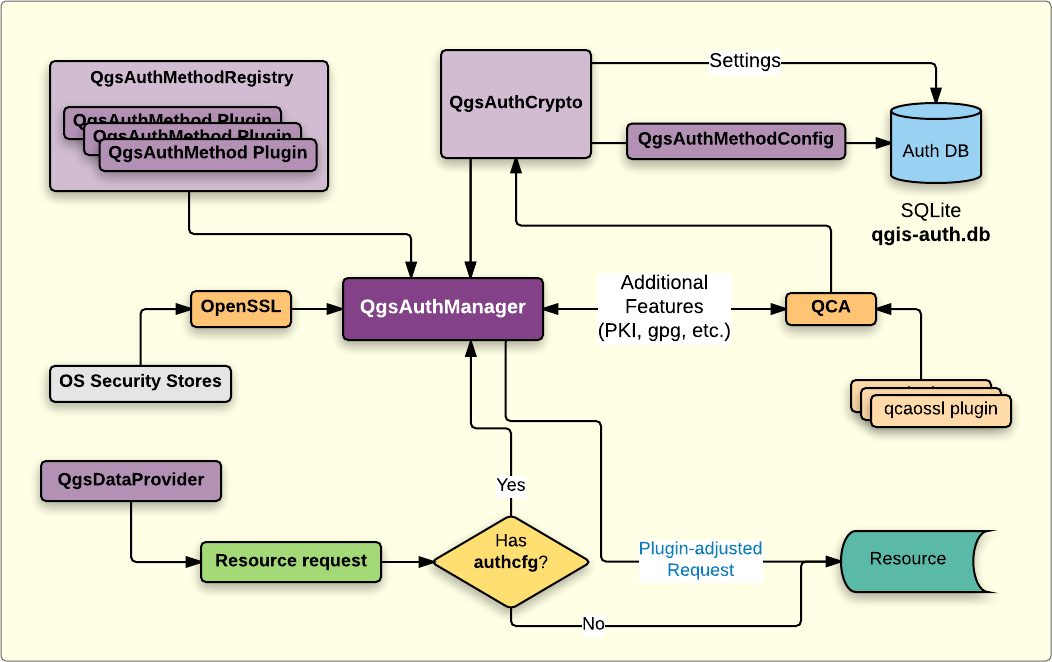 QgsAuthMethodRegistry
QgsAuthMethod Plugin
QgsAuthMethod Plugin
QgsAuthMethod Plugin
QgsAuthCrypto
Settings
QgsAuthMethodConfig
Auth DB
SQLite
qgis-auth.db
OpenSSL
QgsAuthManager
Additional
Features
(PKI, gpg, etc.)
QCA
OS Security Stores
qcaossl plugin
QgsDataProvider
Yes
Resource request
Has
authcfg?
Plugin-adjusted
Request
Resource
No